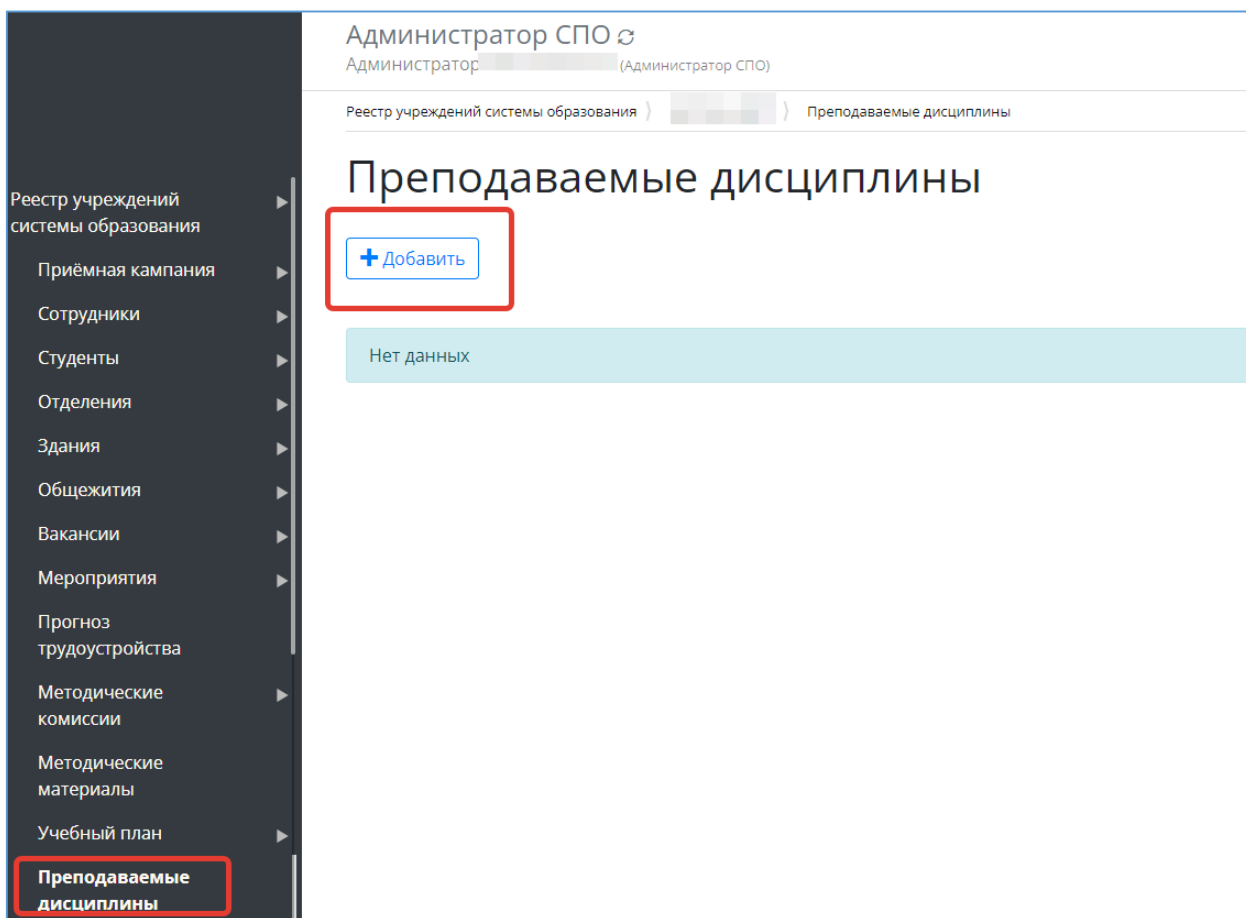 Администратор СПО
Администратор (Администратор СПО)
Реестр учреждений системы образования
Преподаваемые дисциплины
Преподаваемые дисциплины
Добавить
Нет данных
Реестр учреждений
системы образования
Приёмная кампания
Сотрудники
Студенты
Отделения
Здания
Общежития
Вакансии
Мероприятия
Прогноз
трудоустройства
Методические
комиссии
Методические
материалы
Учебный план
Преподаваемые
дисциплины